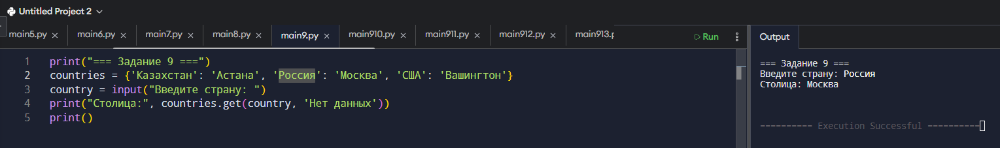 Untitled Project 2
main5.py × main6.py × main7.py × main8.py × main9.py × main910.py × main911.py × main912.py × main913.p
Run
Output
1 print("=== Задание 9 ===")
2 countries = {'Казахстан': 'Астана', 'Россия': 'Москва', 'США': 'Вашингтон'}
3 country = input("Введите страну: ")
4 print("Столица:", countries.get(country, 'Нет данных'))
5 print()
=== Задание 9 ===
Введите страну: Россия
Столица: Москва
========== Execution Successful ==========